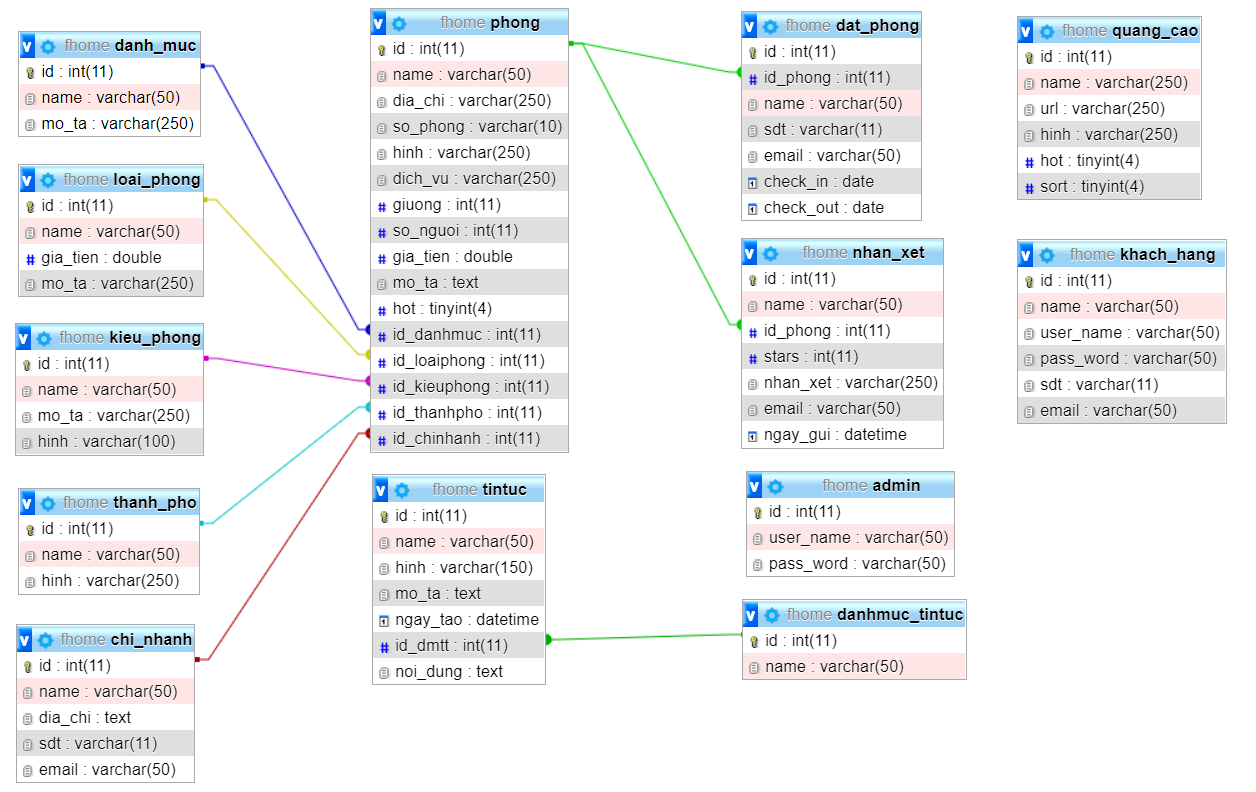 fhome danh_muc
id : int(11)
name : varchar(50)
mo_ta : varchar(250)
fhome loai_phong
id : int(11)
name : varchar(50)
gia_tien : double
mo_ta : varchar(250)
fhome kieu_phong
id : int(11)
name : varchar(50)
mo_ta : varchar(250)
hinh : varchar(100)
fhome thanh_pho
id : int(11)
name : varchar(50)
hinh : varchar(250)
fhome chi_nhanh
id : int(11)
name : varchar(50)
dia_chi : text
sdt : varchar(11)
email : varchar(50)
fhome phong
id : int(11)
name : varchar(50)
dia_chi : varchar(250)
so_phong : varchar(10)
hinh : varchar(250)
dich_vu : varchar(250)
giuong : int(11)
so_nguoi : int(11)
gia_tien : double
mo_ta : text
hot : tinyint(4)
id_danhmuc : int(11)
id_loaiphong : int(11)
id_kieuphong : int(11)
id_thanhpho : int(11)
id_chinhanh : int(11)
fhome tintuc
id : int(11)
name : varchar(50)
hinh : varchar(150)
mo_ta : text
ngay_tao : datetime
id_dmtt : int(11)
noi_dung : text
fhome dat_phong
id : int(11)
id_phong : int(11)
name : varchar(50)
sdt : varchar(11)
email : varchar(50)
check_in : date
check_out : date
fhome nhan_xet
id : int(11)
name : varchar(50)
id_phong : int(11)
stars : int(11)
nhan_xet : varchar(250)
email : varchar(50)
ngay_gui : datetime
fhome admin
id : int(11)
user_name : varchar(50)
pass_word : varchar(50)
fhome danhmuc_tintuc
id : int(11)
name : varchar(50)
fhome quang_cao
id : int(11)
name : varchar(250)
url : varchar(250)
hinh : varchar(250)
hot : tinyint(4)
sort : tinyint(4)
fhome khach_hang
id : int(11)
name : varchar(50)
user_name : varchar(50)
pass_word : varchar(50)
sdt : varchar(11)
email : varchar(50)